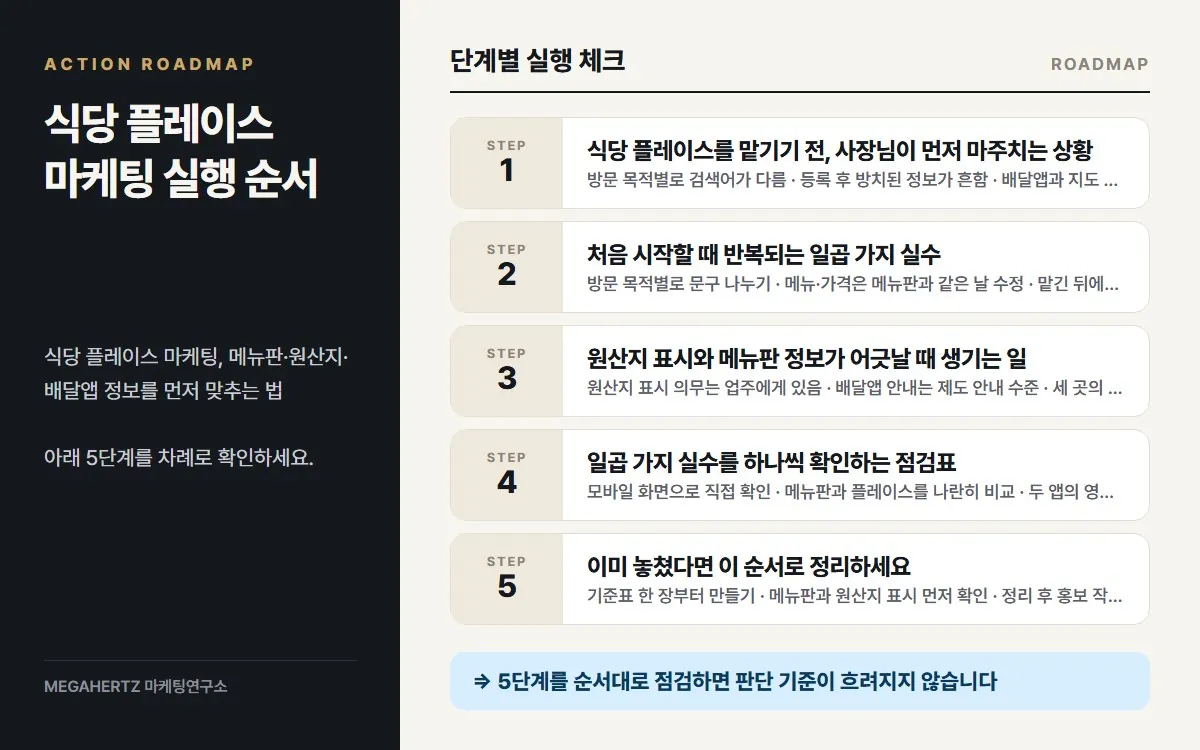 ACTION ROADMAP
식당 플레이스
마케팅 실행 순서
식당 플레이스 마케팅, 메뉴판·원산지·
배달앱 정보를 먼저 맞추는 법
아래 5단계를 차례로 확인하세요.
MEGAHERTZ 마케팅연구소
단계별 실행 체크
ROADMAP
STEP
1
식당 플레이스를 맡기기 전, 사장님이 먼저 마주치는 상황
방문 목적별로 검색어가 다름 · 등록 후 방치된 정보가 흔함 · 배달앱과 지도 ...
STEP
2
처음 시작할 때 반복되는 일곱 가지 실수
방문 목적별로 문구 나누기 · 메뉴·가격은 메뉴판과 같은 날 수정 · 맡긴 뒤에...
STEP
3
원산지 표시와 메뉴판 정보가 어긋날 때 생기는 일
원산지 표시 의무는 업주에게 있음 · 배달앱 안내는 제도 안내 수준 · 세 곳의 ...
STEP
4
일곱 가지 실수를 하나씩 확인하는 점검표
모바일 화면으로 직접 확인 · 메뉴판과 플레이스를 나란히 비교 · 두 앱의 영...
STEP
5
이미 놓쳤다면 이 순서로 정리하세요
기준표 한 장부터 만들기 · 메뉴판과 원산지 표시 먼저 확인 · 정리 후 홍보 작...
→ 5단계를 순서대로 점검하면 판단 기준이 흐려지지 않습니다